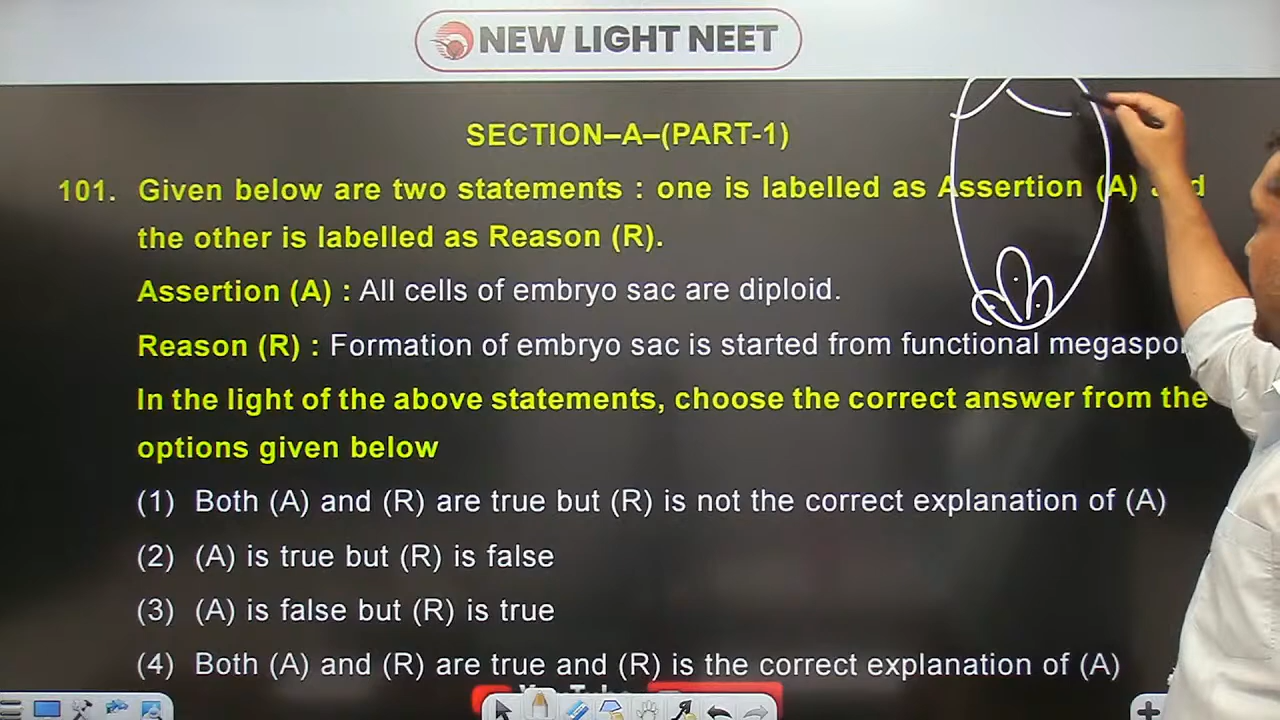 NEW LIGHT NEET
SECTION–A–(PART-1)
101. Given below are two statements : one is labelled as Assertion (A)
the other is labelled as Reason (R).
Assertion (A) : All cells of embryo sac are diploid.
Reason (R) : Formation of embryo sac is started from functional
In the light of the above statements, choose the correct answer from the
options given below
(1) Both (A) and (R) are true but (R) is not the correct explanation of (A)
(2) (A) is true but (R) is false
(3) (A) is false but (R) is true
(4) Both (A) and (R) are true and (R) is the correct explanation of (A)